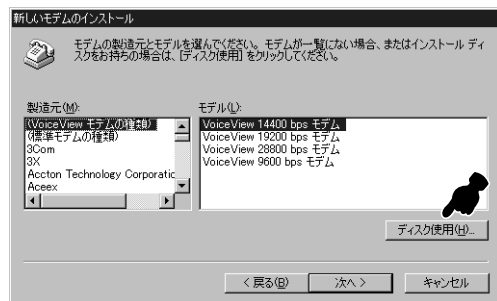 新しいモデムのインストール
モデムの製造元とモデルを選んでください。モデムが一覧にない場合、またはインストール ディ
スクをお持ちの場合は、[ディスク使用] をクリックしてください。
製造元(M):
(VoiceView モデムの種類)
(標準モデムの種類)
3Com
3X
Accton Technology Corporatic
Aceex
モデル(L):
VoiceView 14400 bps モデム
VoiceView 19200 bps モデム
VoiceView 28800 bps モデム
VoiceView 9600 bps モデム
ディスク使用(H)...
< 戻る(B)
次へ >
キャンセル